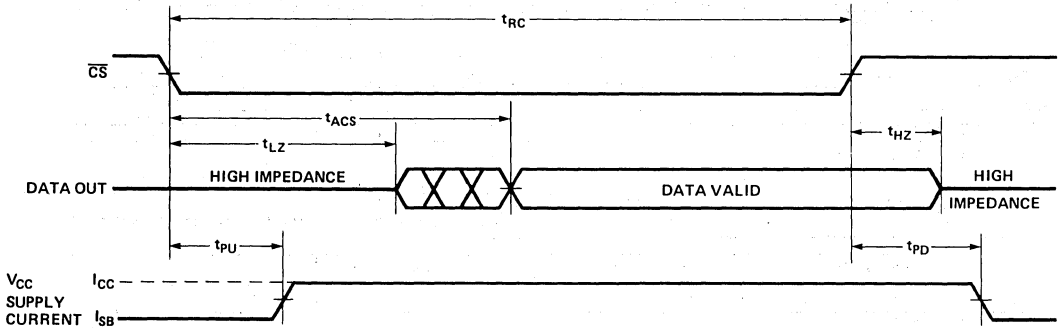 tRC
CS
tACS
tLZ
tHZ
DATA OUT
HIGH IMPEDANCE
DATA VALID
HIGH
IMPEDANCE
tPU
tPD
VCC
SUPPLY
CURRENT
ICC
ISB